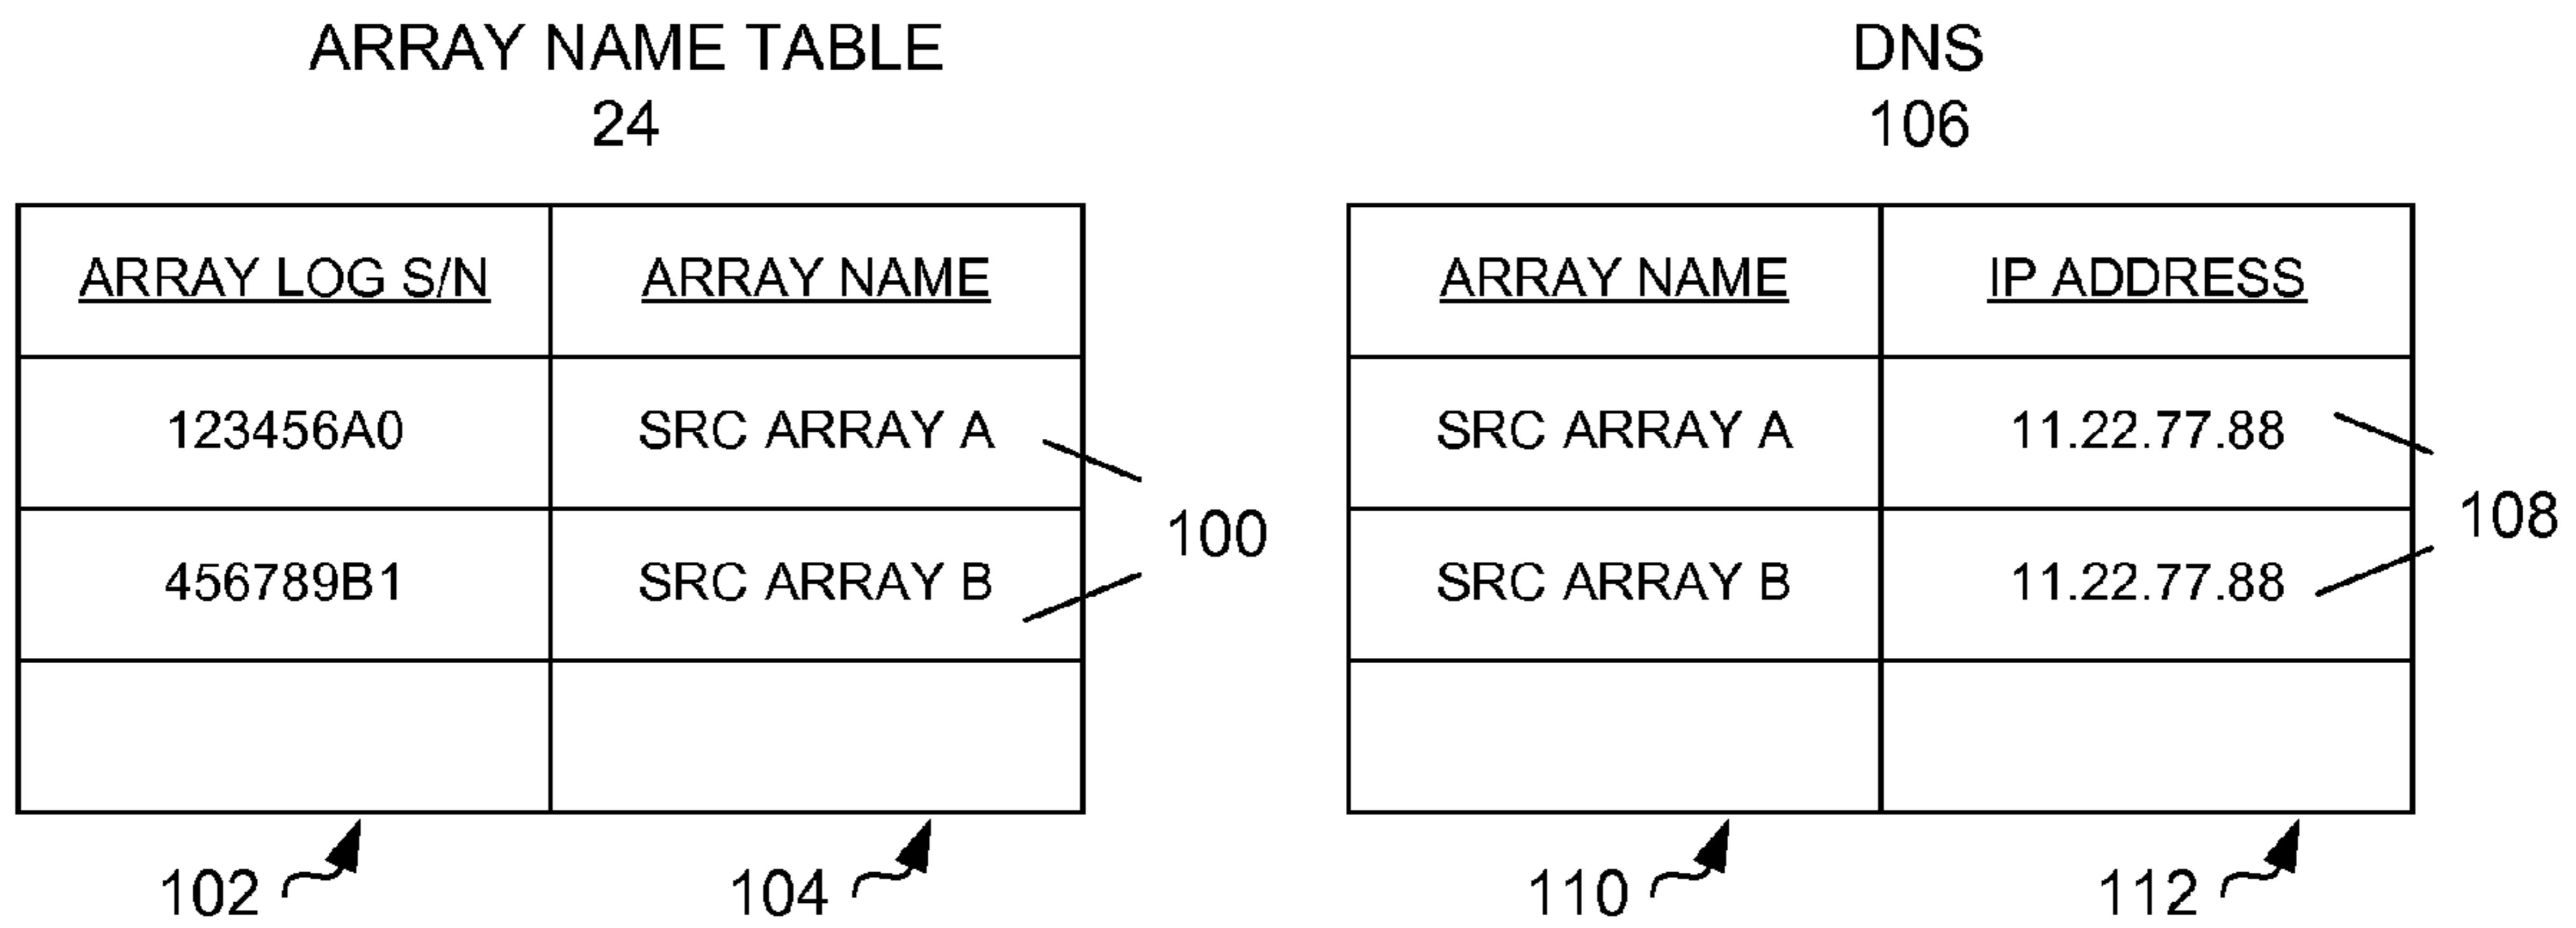 ARRAY NAME TABLE
24
ARRAY LOG S/N ARRAY NAME
123456A0 SRC ARRAY A
456789B1 SRC ARRAY B
100
102 104
DNS
106
ARRAY NAME IP ADDRESS
SRC ARRAY A 11.22.77.88
SRC ARRAY B 11.22.77.88
108
110 112